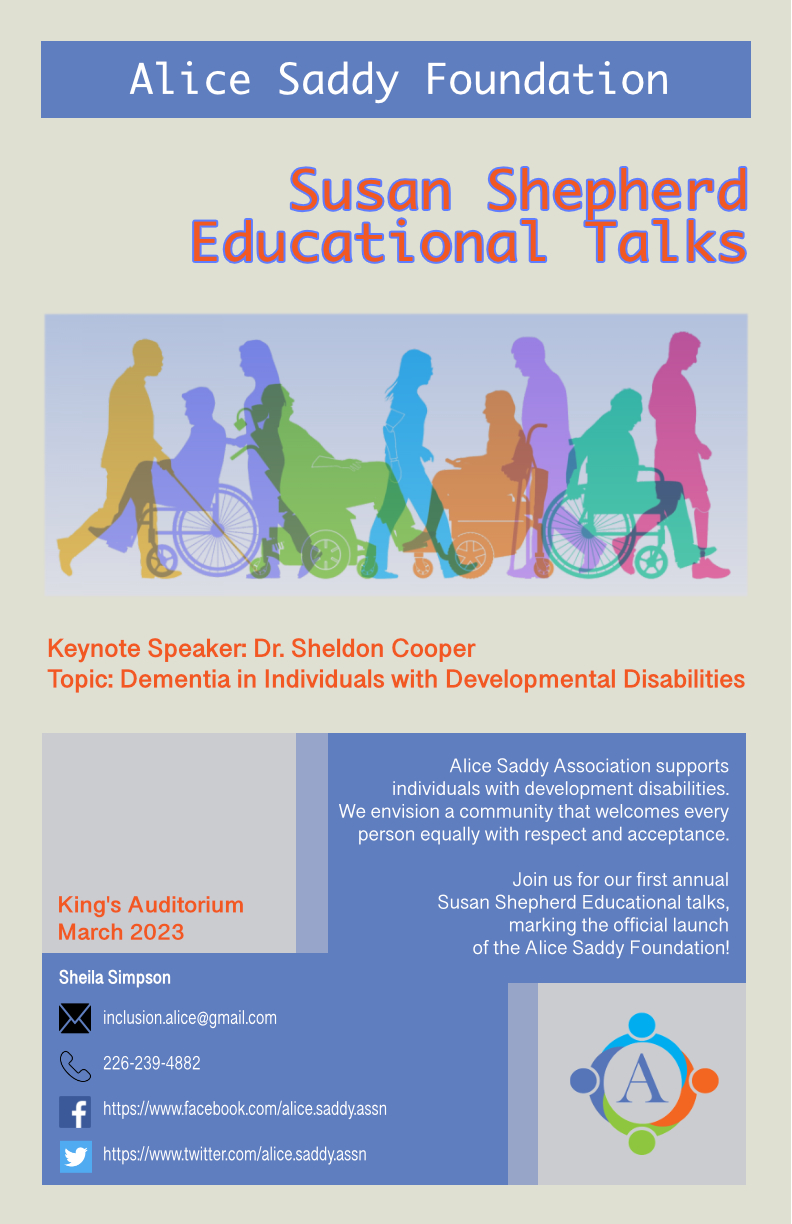 Alice Saddy Foundation
Susan Shepherd
Educational Talks
Keynote Speaker: Dr. Sheldon Cooper
Topic: Dementia in Individuals with Developmental Disabilities
Alice Saddy Association supports
individuals with development disabilities.
We envision a community that welcomes every
person equally with respect and acceptance.
Join us for our first annual
Susan Shepherd Educational talks,
marking the official launch
of the Alice Saddy Foundation!
King's Auditorium
March 2023
Sheila Simpson
inclusion.alice@gmail.com
226-239-4882
https://www.facebook.com/alice.saddy.assn
https://www.twitter.com/alice.saddy.assn
A